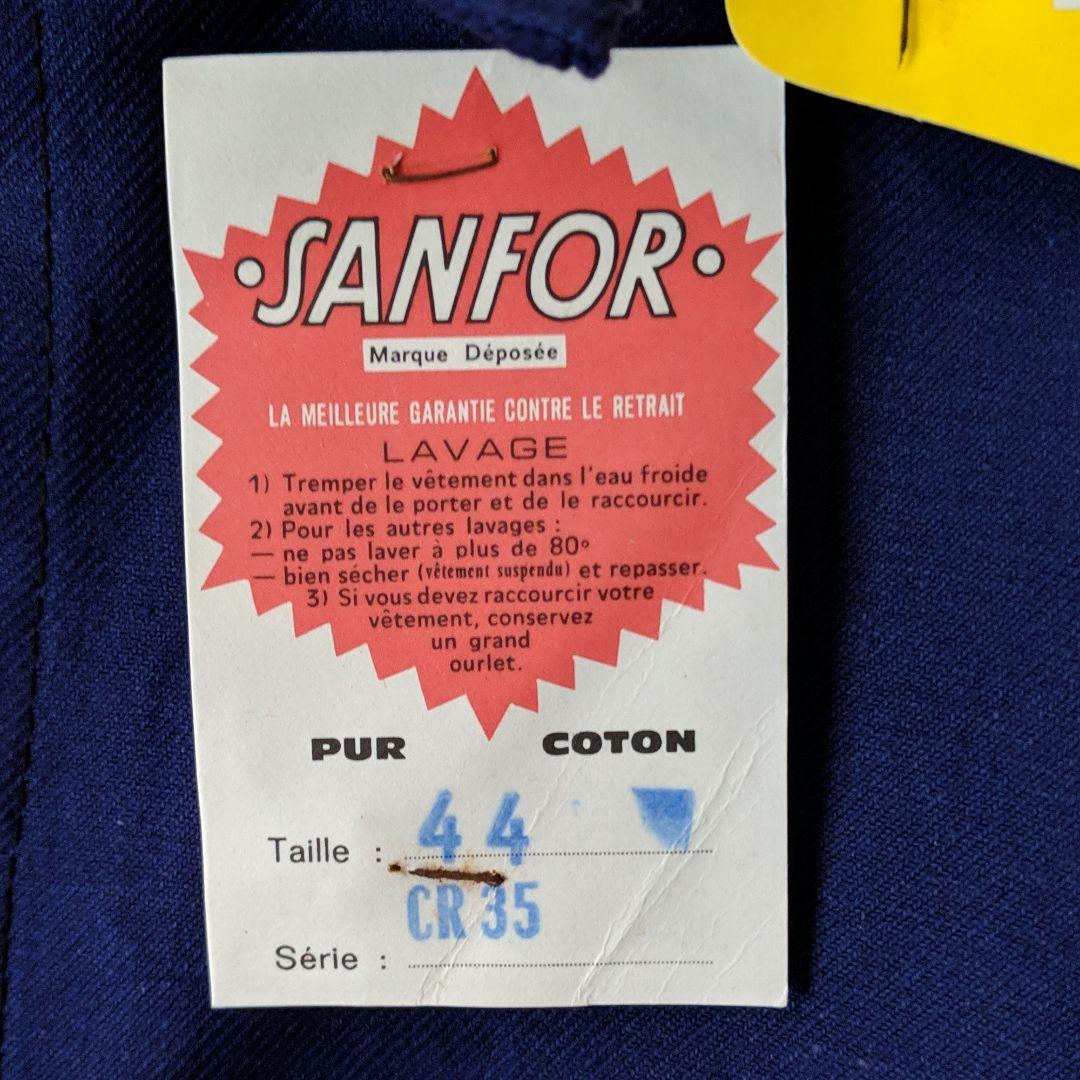 •SANFOR•
Marque Déposée
LA MEILLEURE GARANTIE CONTRE LE RETRAIT
LAVAGE
1) Tremper le vêtement dans l'eau froide
avant de le porter et de le raccourcir.
2) Pour les autres lavages :
— ne pas laver à plus de 80°
— bien sécher (vêtement suspendu) et repasser.
3) Si vous devez raccourcir votre
vêtement, conservez
un grand
ourlet.
PUR COTON
Taille : 44
CR 35
Série :